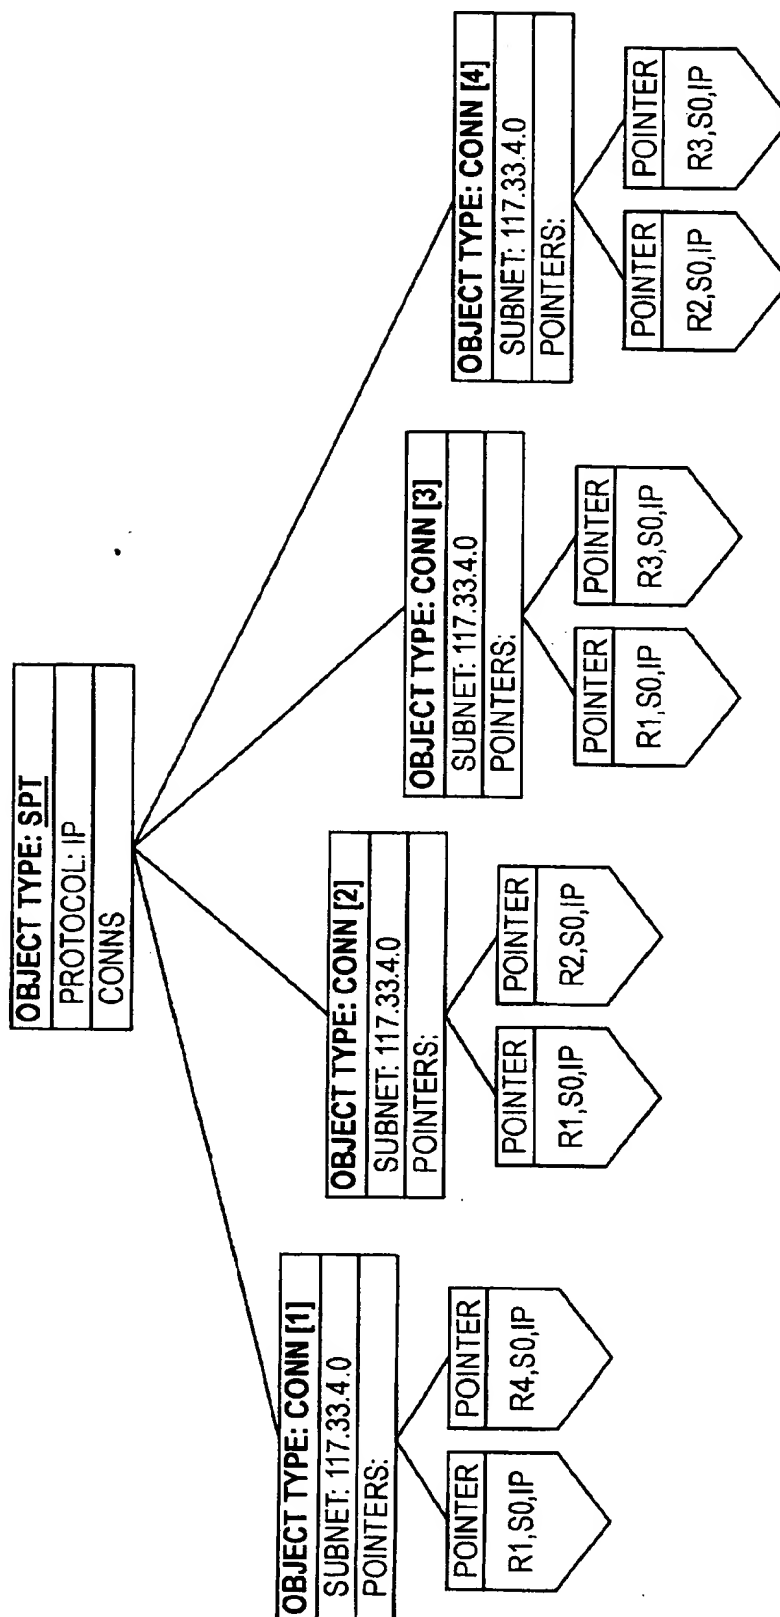 OBJECT TYPE: SPT
PROTOCOL: IP
CONNS
OBJECT TYPE: CONN [1]
SUBNET: 117.33.4.0
POINTERS:
POINTER
R1,S0,IP
POINTER
R4,S0,IP
OBJECT TYPE: CONN [2]
SUBNET: 117.33.4.0
POINTERS:
POINTER
R1,S0,IP
POINTER
R2,S0,IP
OBJECT TYPE: CONN [3]
SUBNET: 117.33.4.0
POINTERS:
POINTER
R1,S0,IP
POINTER
R3,S0,IP
OBJECT TYPE: CONN [4]
SUBNET: 117.33.4.0
POINTERS:
POINTER
R2,S0,IP
POINTER
R3,S0,IP